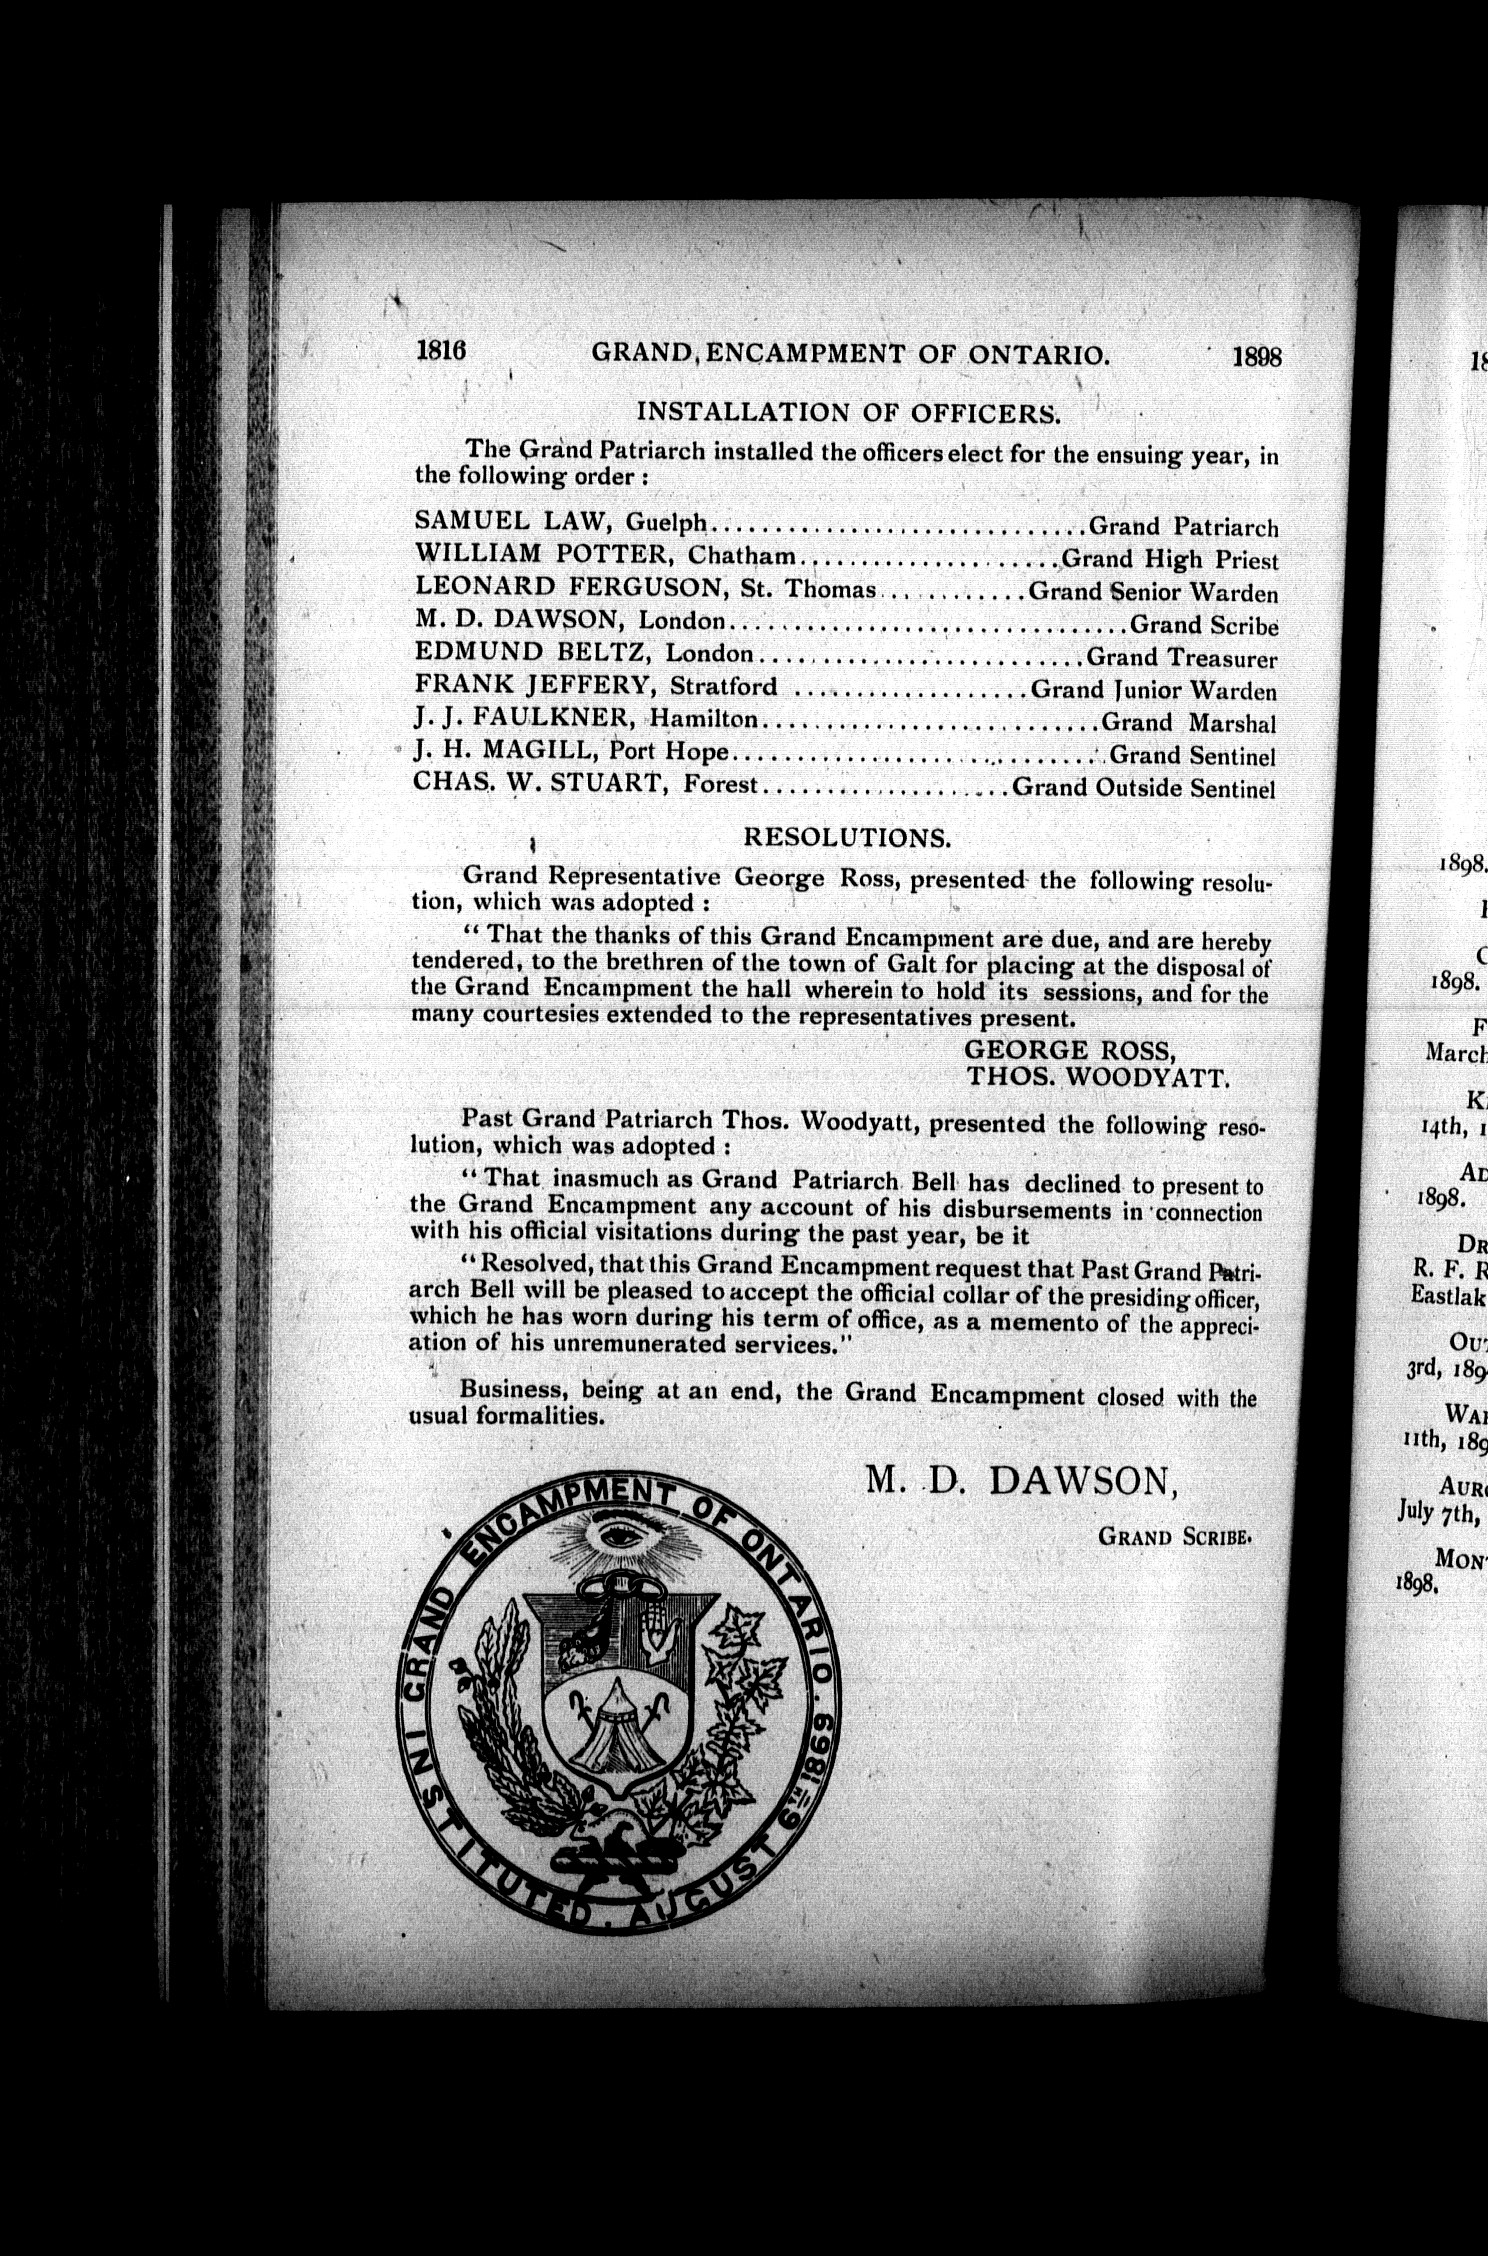 1816 GRAND ENCAMPMENT OF ONTARIO. 1898
INSTALLATION OF OFFICERS.
The Grand Patriarch installed the officers elect for the ensuing year, in
the following order :
SAMUEL LAW, Guelph..............................Grand Patriarch
WILLIAM POTTER, Chatham.....................Grand High Priest
LEONARD FERGUSON, St. Thomas............Grand Senior Warden
M. D. DAWSON, London................................Grand Scribe
EDMUND BELTZ, London..........................Grand Treasurer
FRANK JEFFERY, Stratford ...................Grand Junior Warden
J. J. FAULKNER, Hamilton...........................Grand Marshal
J. H. MAGILL, Port Hope.............................Grand Sentinel
CHAS. W. STUART, Forest....................Grand Outside Sentinel
RESOLUTIONS.
Grand Representative George Ross, presented the following resolu-
tion, which was adopted :
“ That the thanks of this Grand Encampment are due, and are hereby
tendered, to the brethren of the town of Galt for placing at the disposal of
the Grand Encampment the hall wherein to hold its sessions, and for the
many courtesies extended to the representatives present.
GEORGE ROSS,
THOS. WOODYATT.
Past Grand Patriarch Thos. Woodyatt, presented the following reso-
lution, which was adopted :
“ That inasmuch as Grand Patriarch Bell has declined to present to
the Grand Encampment any account of his disbursements in connection
with his official visitations during the past year, be it
“ Resolved, that this Grand Encampment request that Past Grand Patri-
arch Bell will be pleased to accept the official collar of the presiding officer,
which he has worn during his term of office, as a memento of the appreci-
ation of his unremunerated services.”
Business, being at an end, the Grand Encampment closed with the
usual formalities.
M. D. DAWSON,
GRAND SCRIBE.
GRAND ENCAMPMENT OF ONTARIO.
INSTITUTED. AUGUST 6TH 1869
1898.
1898.
March
14th,
1898.
R. F.
Eastlak
3rd, 189
11th, 189
July 7th,
1898.